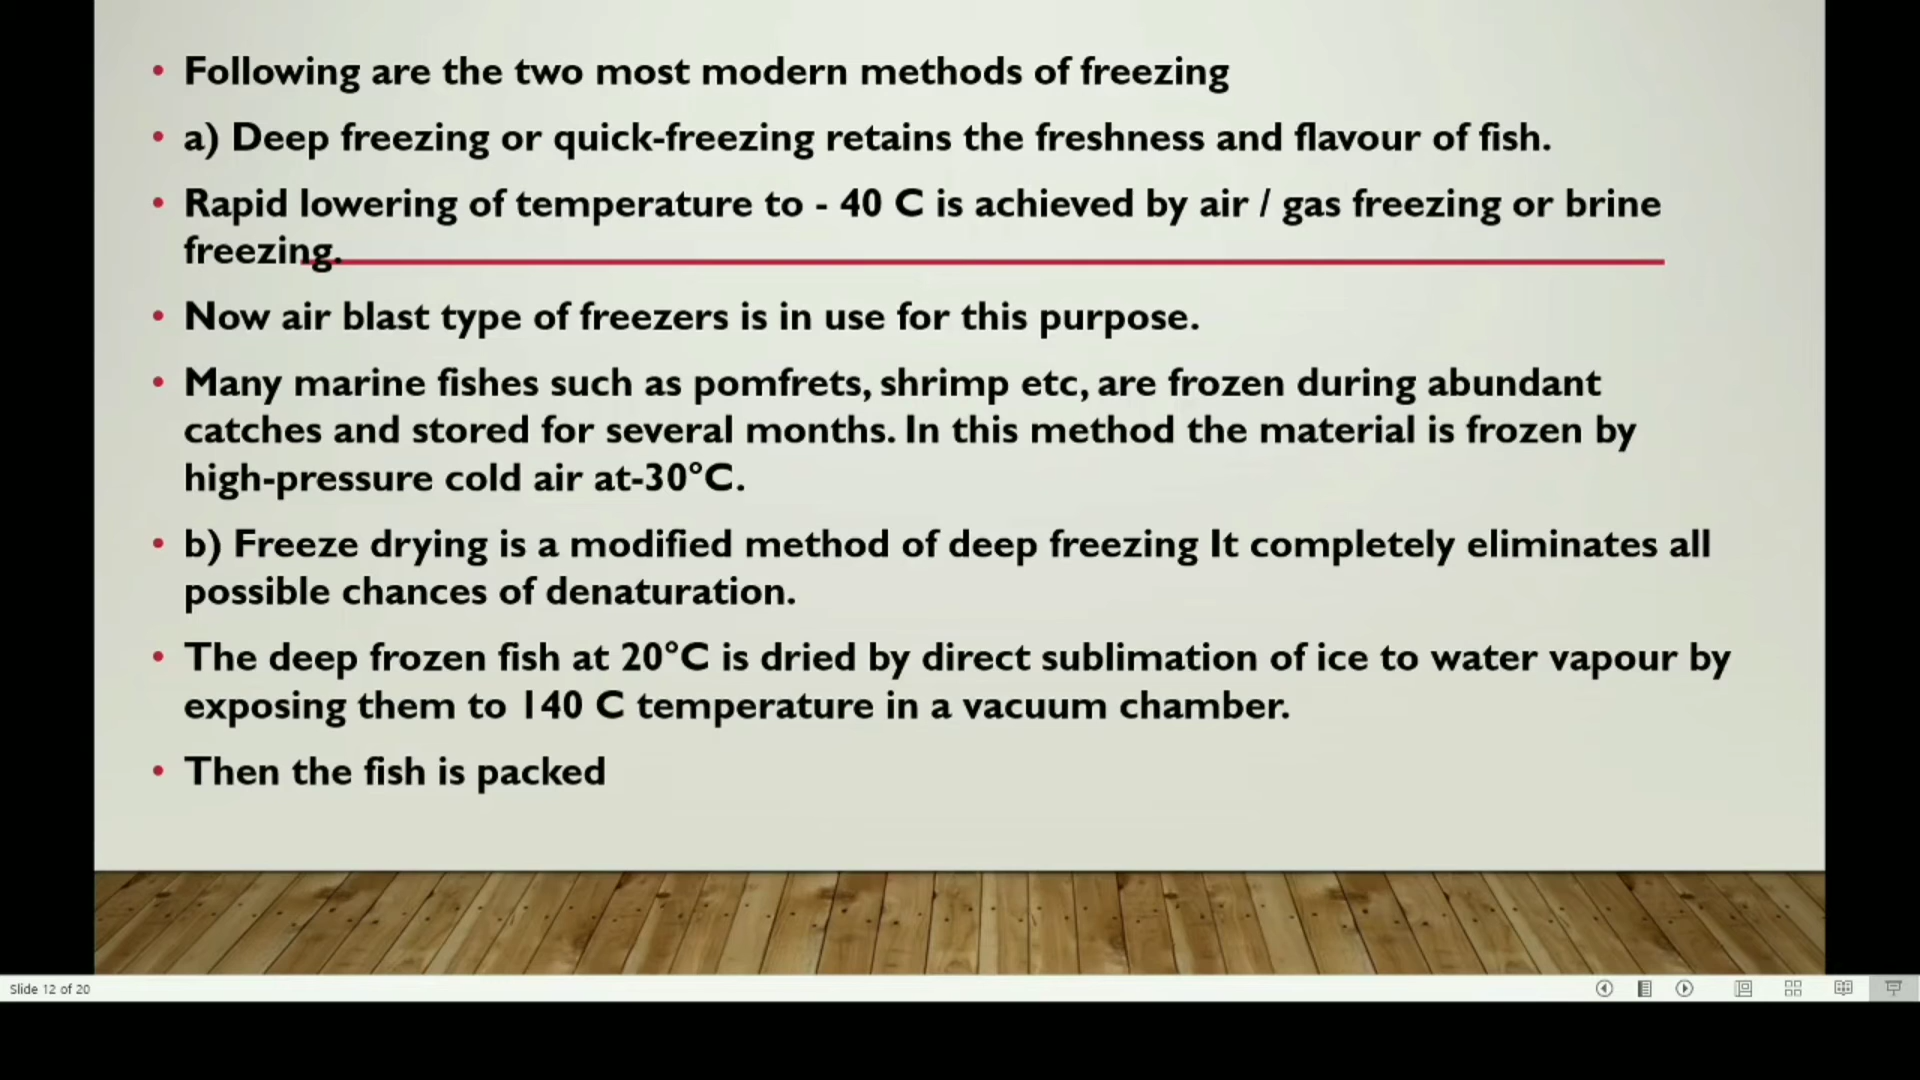 • Following are the two most modern methods of freezing
• a) Deep freezing or quick-freezing retains the freshness and flavour of fish.
• Rapid lowering of temperature to - 40 C is achieved by air / gas freezing or brine
freezing.
• Now air blast type of freezers is in use for this purpose.
• Many marine fishes such as pomfrets, shrimp etc, are frozen during abundant
catches and stored for several months. In this method the material is frozen by
high-pressure cold air at-30°C.
• b) Freeze drying is a modified method of deep freezing It completely eliminates all
possible chances of denaturation.
• The deep frozen fish at 20°C is dried by direct sublimation of ice to water vapour by
exposing them to 140 C temperature in a vacuum chamber.
• Then the fish is packed
Slide 12 of 20